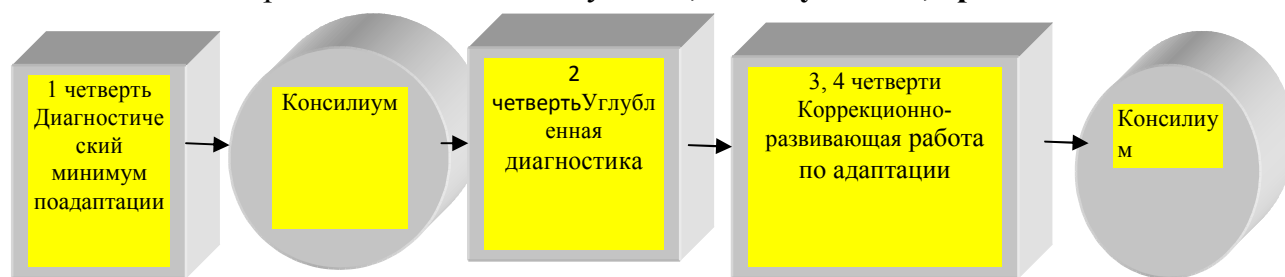 1 четверть
Диагностиче
ский
минимум
поадаптации
Консилиум
2
четвертьУглубл
енная
диагностика
3, 4 четверти
Коррекционно-
развивающая работа
по адаптации
Консилиу
м